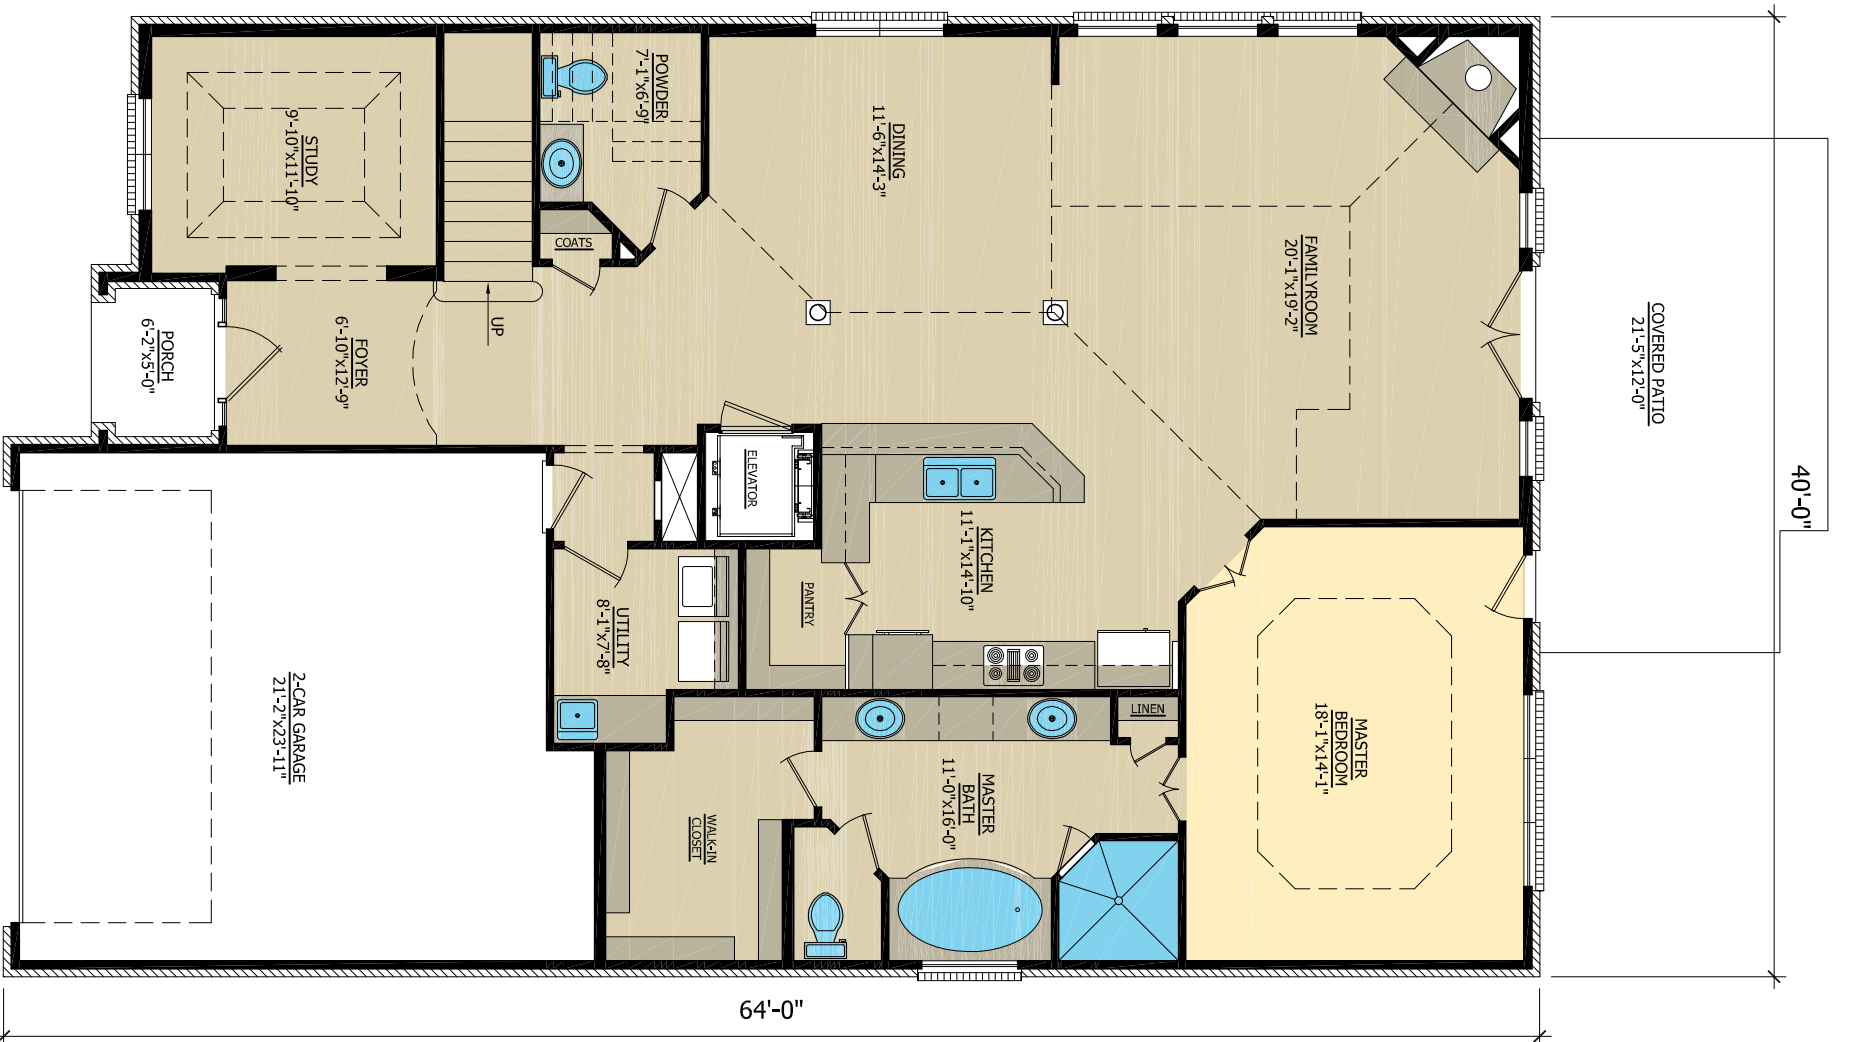 POWDER
7'-1"x6'-9"
STUDY
9'-10"x11'-10"
DINING
11'-6"x14'-3"
COATS
FAMILYROOM
20'-1"x19'-2"
COVERED PATIO
21'-5"x12'-0"
UP
PORCH
6'-2"x5'-0"
FOYER
6'-10"x12'-9"
ELEVATOR
40'-0"
KITCHEN
11'-1"x14'-10"
PANTRY
UTILITY
8'-1"x7'-8"
2-CAR GARAGE
21'-2"x23'-11"
LINEN
MASTER
BEDROOM
18'-1"x14'-1"
MASTER
BATH
11'-0"x16'-0"
WALK-IN
CLOSET
64'-0"